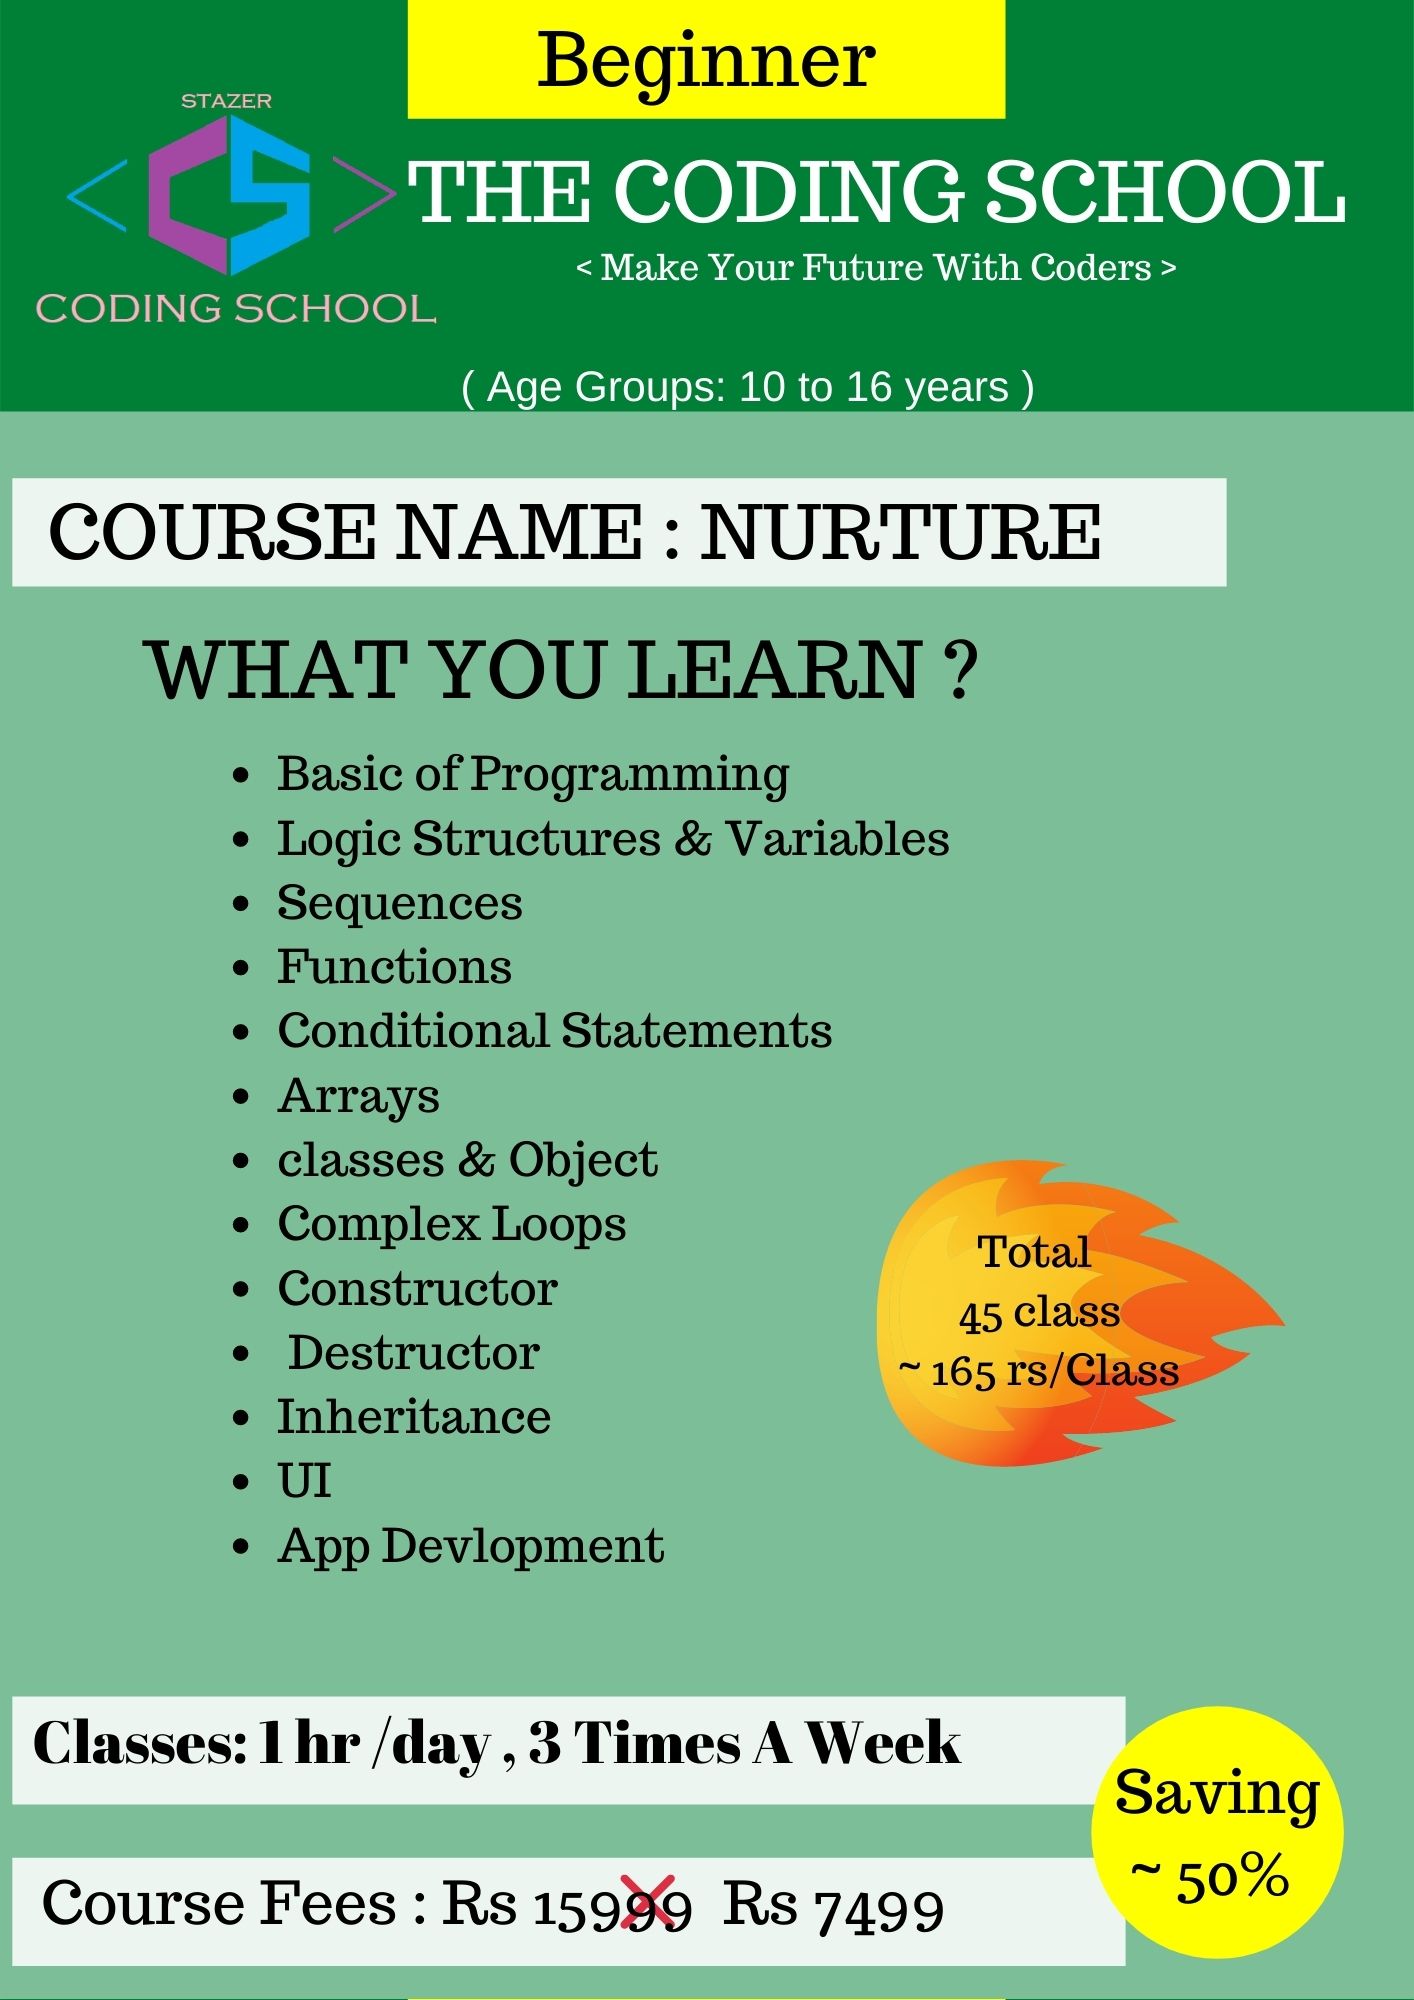 Beginner
STAZER
CS
CODING SCHOOL
THE CODING SCHOOL
< Make Your Future With Coders >
( Age Groups: 10 to 16 years )
COURSE NAME : NURTURE
WHAT YOU LEARN ?
• Basic of Programming
• Logic Structures & Variables
• Sequences
• Functions
• Conditional Statements
• Arrays
• classes & Object
• Complex Loops
• Constructor
• Destructor
• Inheritance
• UI
• App Devlopment
Total
45 class
~ 165 rs/Class
Classes: 1 hr /day , 3 Times A Week
Saving
~ 50%
Course Fees : Rs 15999 Rs 7499